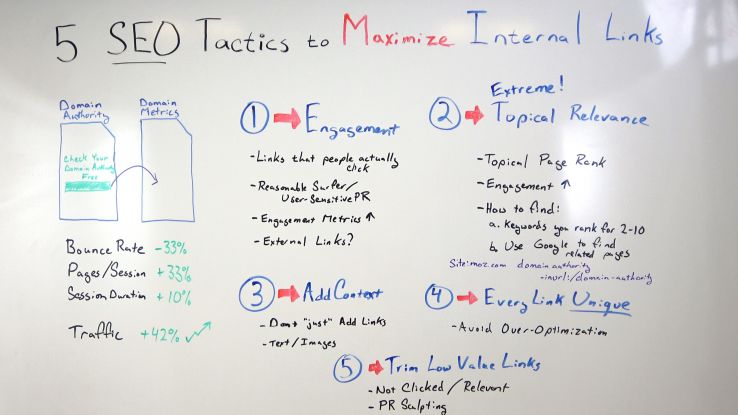 5 SEO Tactics to Maximize Internal Links
Domain Authority
Domain Metrics
Check Your
Domain Authority
Free
Bounce Rate -33%
Pages/Session +33%
Session Duration +10%
Traffic +42%
1 Engagement
- Links that people actually
click
- Reasonable Surfer/
User-Sensitive PR
- Engagement Metrics ↑
- External Links?
Extreme!
2 Topical Relevance
- Topical Page Rank
- Engagement ↑
- How to find:
a. Keywords you rank for 2-10
b. Use Google to find
related pages
Site:moz.com domain authority
-inurl:/domain-authority
3 Add Context
- Don't "just" Add Links
- Text/Images
4 Every Link Unique
- Avoid Over-Optimization
5 Trim Low Value Links
- Not Clicked/Relevant
- PR Sculpting